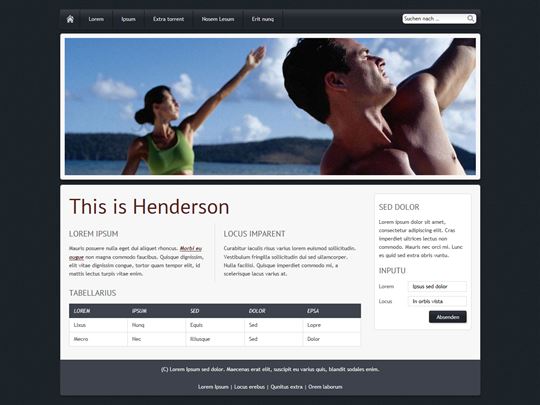 Lorem Ipsum Extra torrent Nosem Lesum Erit nunq Suchen nach ...
This is Henderson
LOREM IPSUM
Mauris posuere nulla eget dui aliquet rhoncus. Morbi eu
augue non magna commodo faucibus. Quisque dignissim,
elit vitae dignissim congue, tortor quam tempor elit, id
mattis lectus turpis vitae enim.
LOCUS IMPARENT
Curabitur iaculis risus varius lorem euismod sollicitudin.
Vestibulum fringilla sollicitudin dui sed ullamcorper.
Nulla facilisi. Quisque imperdiet commodo mi, a
scelerisque lacus varius at.
TABELLARIUS
LOREM IPSUM SED DOLOR EPSA
Lixus Nunq Equis Sed Lopre
Mecro Nec Illiusque Sed Dolor
SED DOLOR
Lorem ipsum dolor sit amet,
consectetur adipiscing elit. Cras
imperdiet ultrices lectus non
commodo. Mauris nec orci mi. Lunc
es quid sed extra obris vuntu.
INPUTU
Lorem Ipsus sed dolor
Locus In orbis vista
Absenden
(C) Lorem Ipsum sed dolor. Maecenas erat elit, suscipit eu varius quis, blandit sodales enim.
Lorem Ipsum | Locus erebus | Qunitus extra | Orem laborum